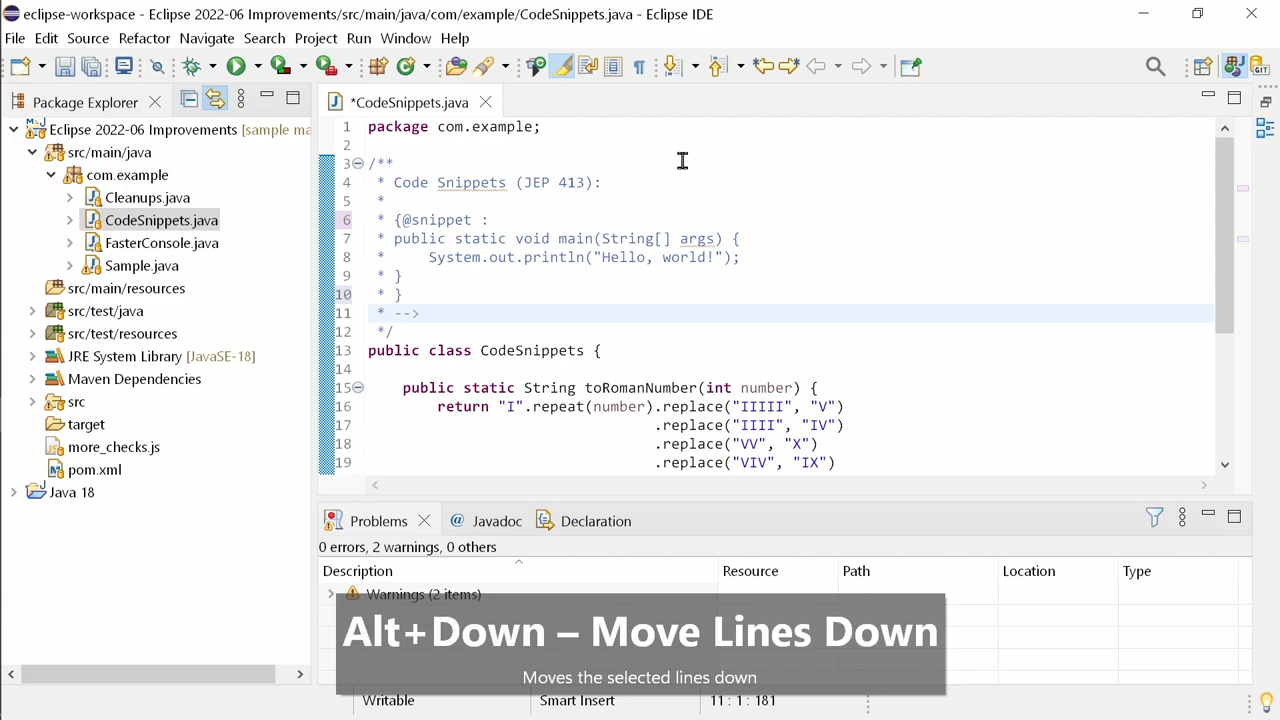 eclipse-workspace - Eclipse 2022-06 Improvements/src/main/java/com/example/CodeSnippets.java - Eclipse IDE
File Edit Source Refactor Navigate Search Project Run Window Help
Package Explorer
*CodeSnippets.java
Eclipse 2022-06 Improvements [sample ma
src/main/java
com.example
Cleanups.java
CodeSnippets.java
FasterConsole.java
Sample.java
src/main/resources
src/test/java
src/test/resources
JRE System Library [JavaSE-18]
Maven Dependencies
src
target
more_checks.js
pom.xml
Java 18
1 package com.example;
2
3 /**
4 * Code Snippets (JEP 413):
5 *
6 * {@snippet :
7 * public static void main(String[] args) {
8 *     System.out.println("Hello, world!");
9 * }
10 * }
11 * -->
12 */
13 public class CodeSnippets {
14
15     public static String toRomanNumber(int number) {
16         return "I".repeat(number).replace("IIIII", "V")
17                                  .replace("IIII", "IV")
18                                  .replace("VV", "X")
19                                  .replace("VIV", "IX")
Problems Javadoc Declaration
0 errors, 2 warnings, 0 others
Description Resource Path Location Type
Warnings (2 items)
Alt+Down – Move Lines Down
Moves the selected lines down
Writable Smart Insert 11 : 1 : 181